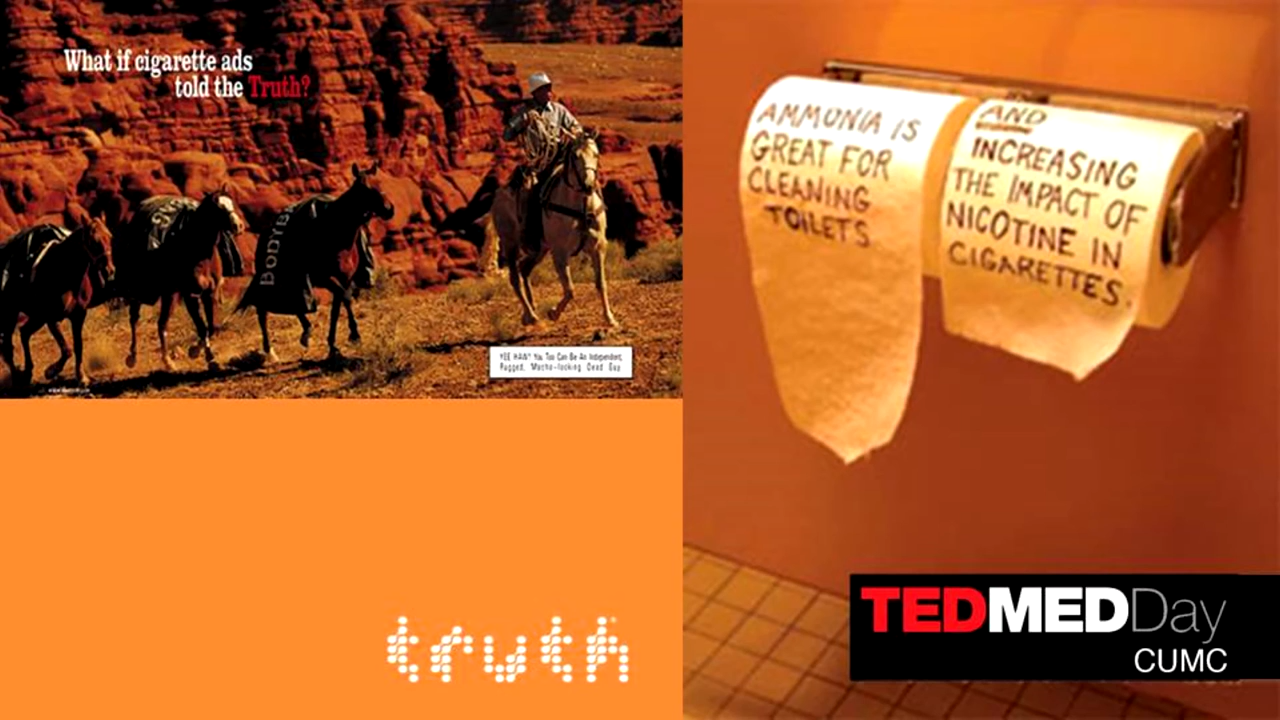 What if cigarette ads
told the Truth?
YEE HAW! You Too Can Be An Independent,
Rugged, Macho-looking Dead Guy
truth
AMMONIA IS
GREAT FOR
CLEANING
TOILETS
AND
INCREASING
THE IMPACT OF
NICOTINE IN
CIGARETTES.
TEDMEDDay
CUMC